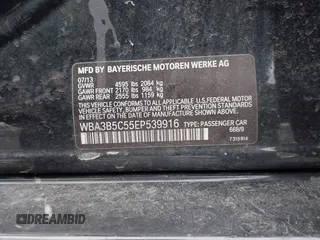 MFD BY BAYERISCHE MOTOREN WERKE AG
07/13
GVWR 4595 lbs 2084 kg
GAWR FRONT 2170 lbs 984 kg
GAWR REAR 2555 lbs 1159 kg
THIS VEHICLE CONFORMS TO ALL APPLICABLE FEDERAL MOTOR VEHICLE
SAFETY, BUMPER AND THEFT PREVENTION STANDARDS IN EFFECT
ON THE DATE OF MANUFACTURE SHOWN ABOVE
WBA3B5C55EP539916 TYPE: PASSENGER CAR
668/9
DREAMBID